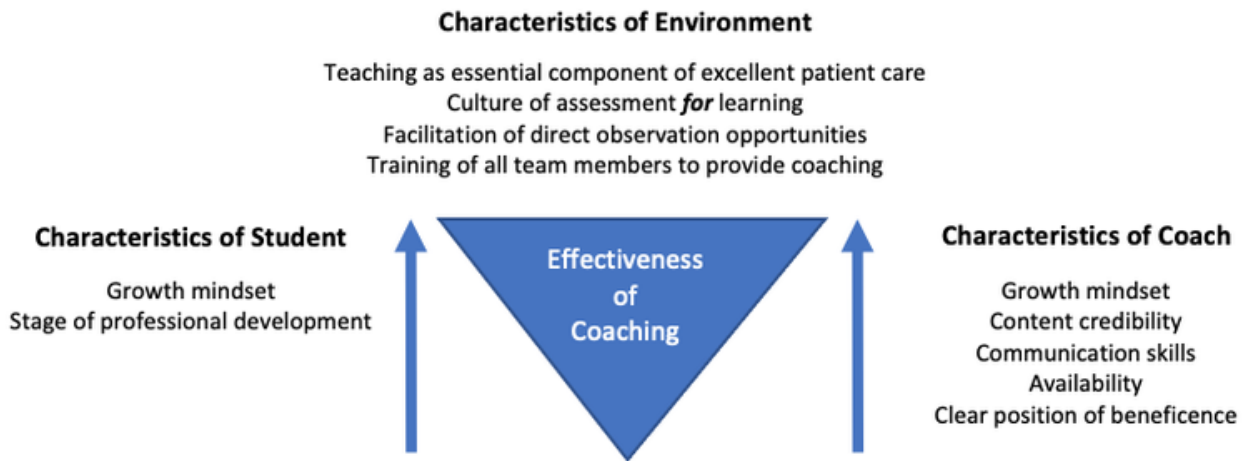 Characteristics of Environment
Teaching as essential component of excellent patient care
Culture of assessment for learning
Facilitation of direct observation opportunities
Training of all team members to provide coaching
Characteristics of Student
Growth mindset
Stage of professional development
Effectiveness
of
Coaching
Characteristics of Coach
Growth mindset
Content credibility
Communication skills
Availability
Clear position of beneficence